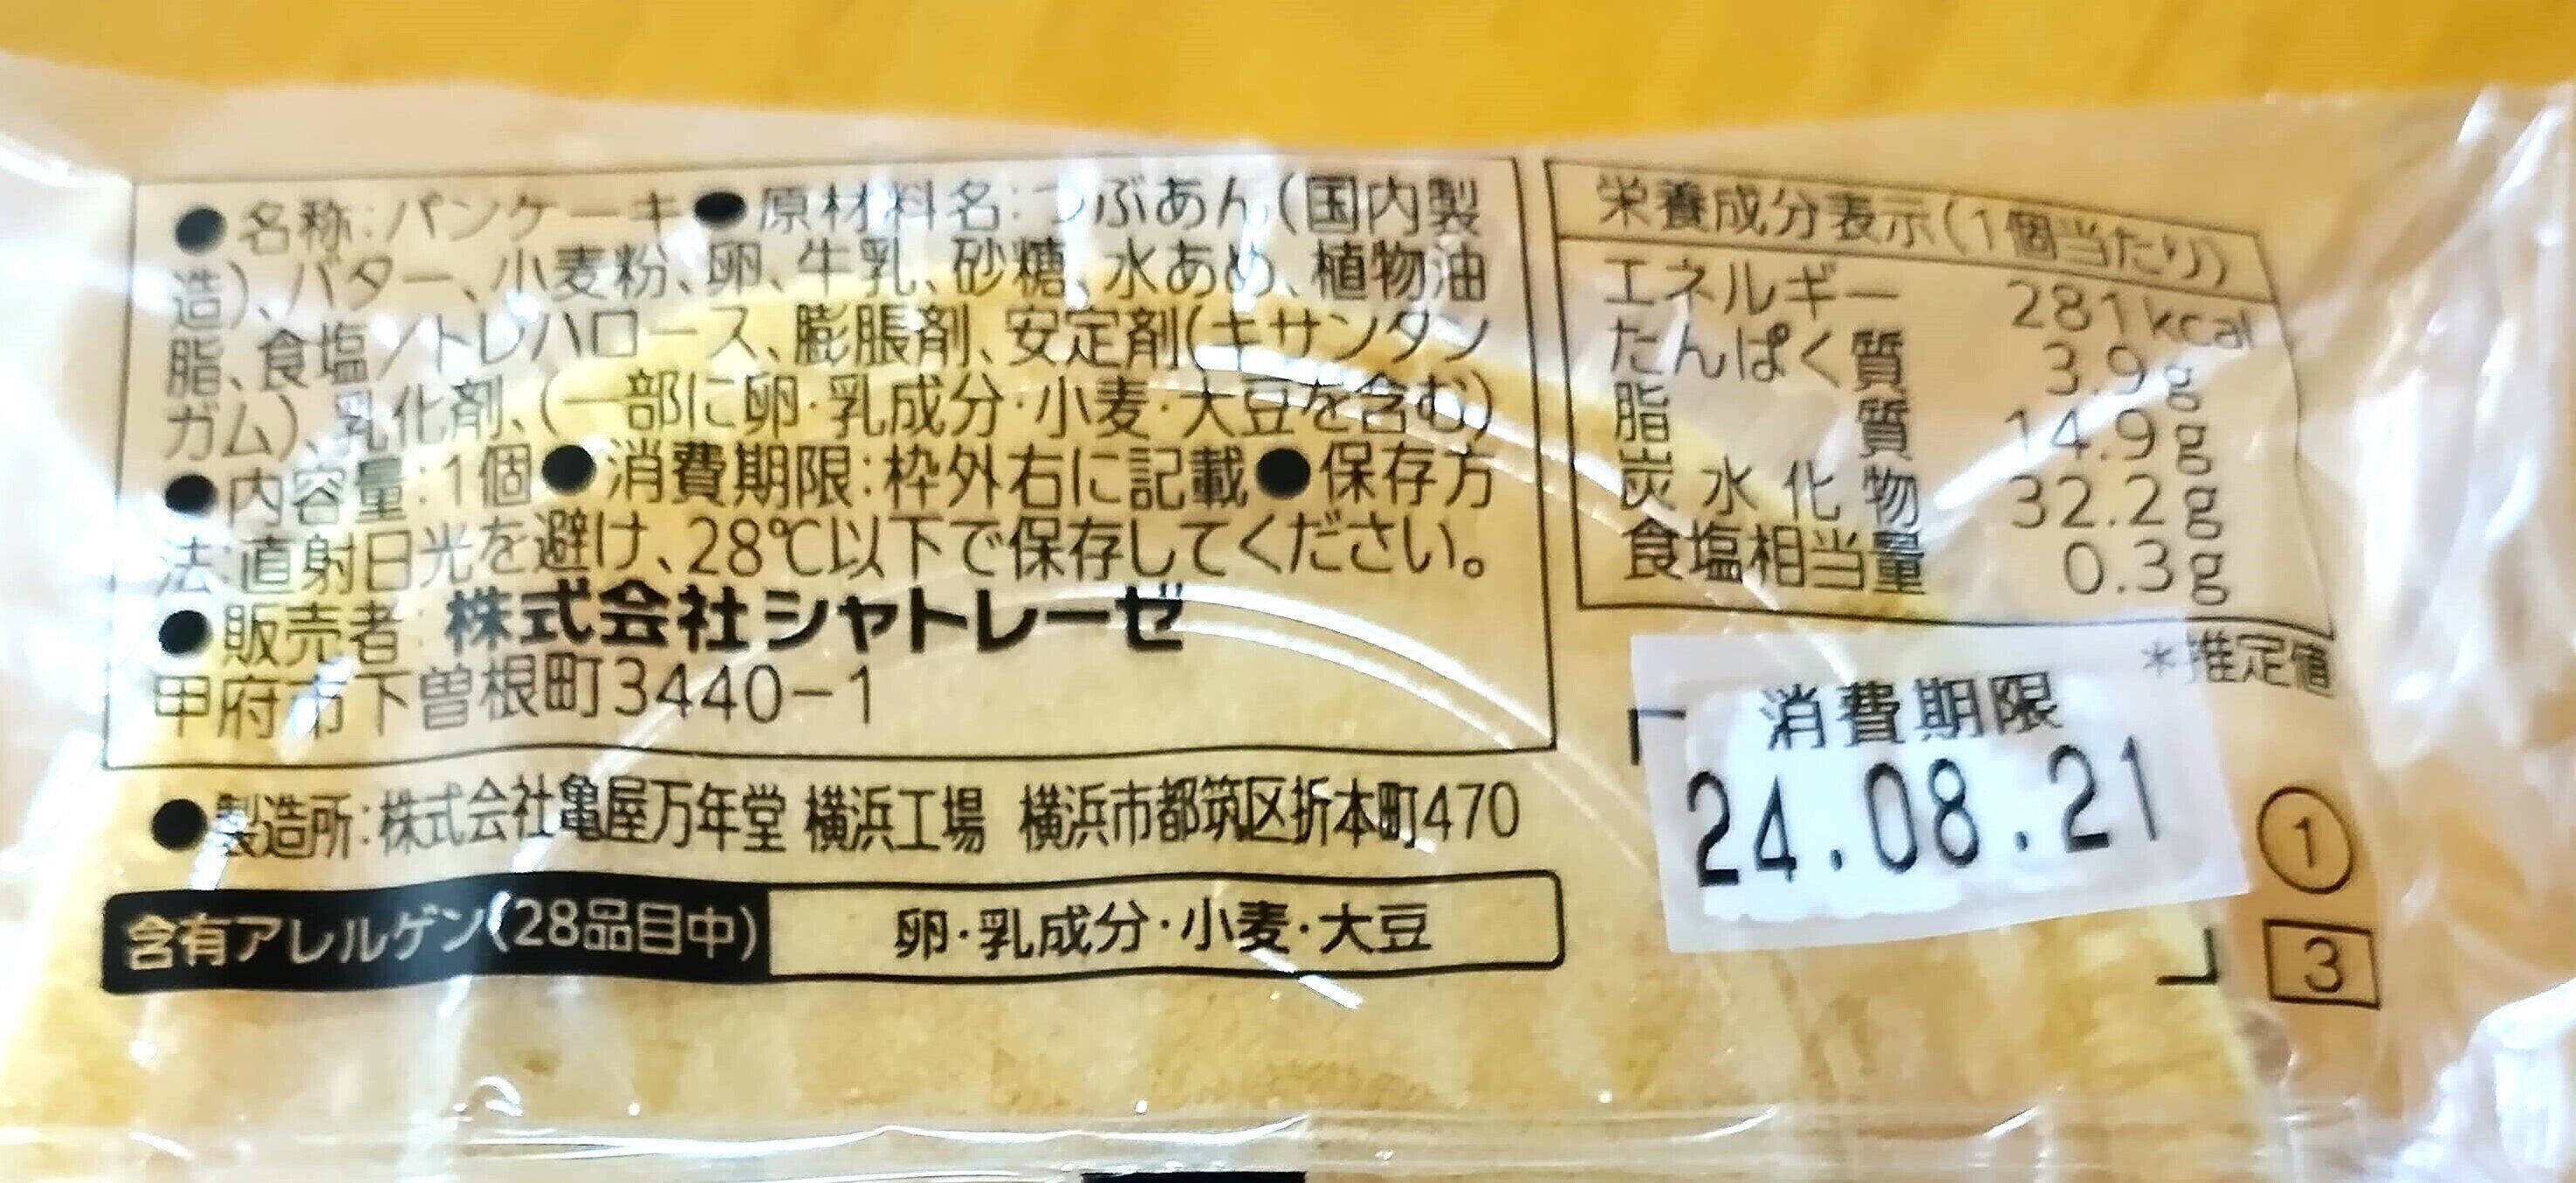 ●名称:パンケーキ●原材料名:つぶあん(国内製
造)、バター、小麦粉、卵、牛乳、砂糖、水あめ、植物油
脂、食塩/トレハロース、膨脹剤、安定剤(キサンタン
ガム)、乳化剤、(一部に卵・乳成分・小麦・大豆を含む)
●内容量:1個●消費期限:枠外右に記載●保存方
法:直射日光を避け、28℃以下で保存してください。
●販売者:株式会社シャトレーゼ
甲府市下曽根町3440-1
●製造所:株式会社亀屋万年堂 横浜工場 横浜市都筑区折本町470
含有アレルゲン(28品目中) 卵・乳成分・小麦・大豆
栄養成分表示(1個当たり)
エネルギー 281kcal
たんぱく質 3.9g
脂質 14.9g
炭水化物 32.2g
食塩相当量 0.3g
*推定値
消費期限
24.08.21
1
3